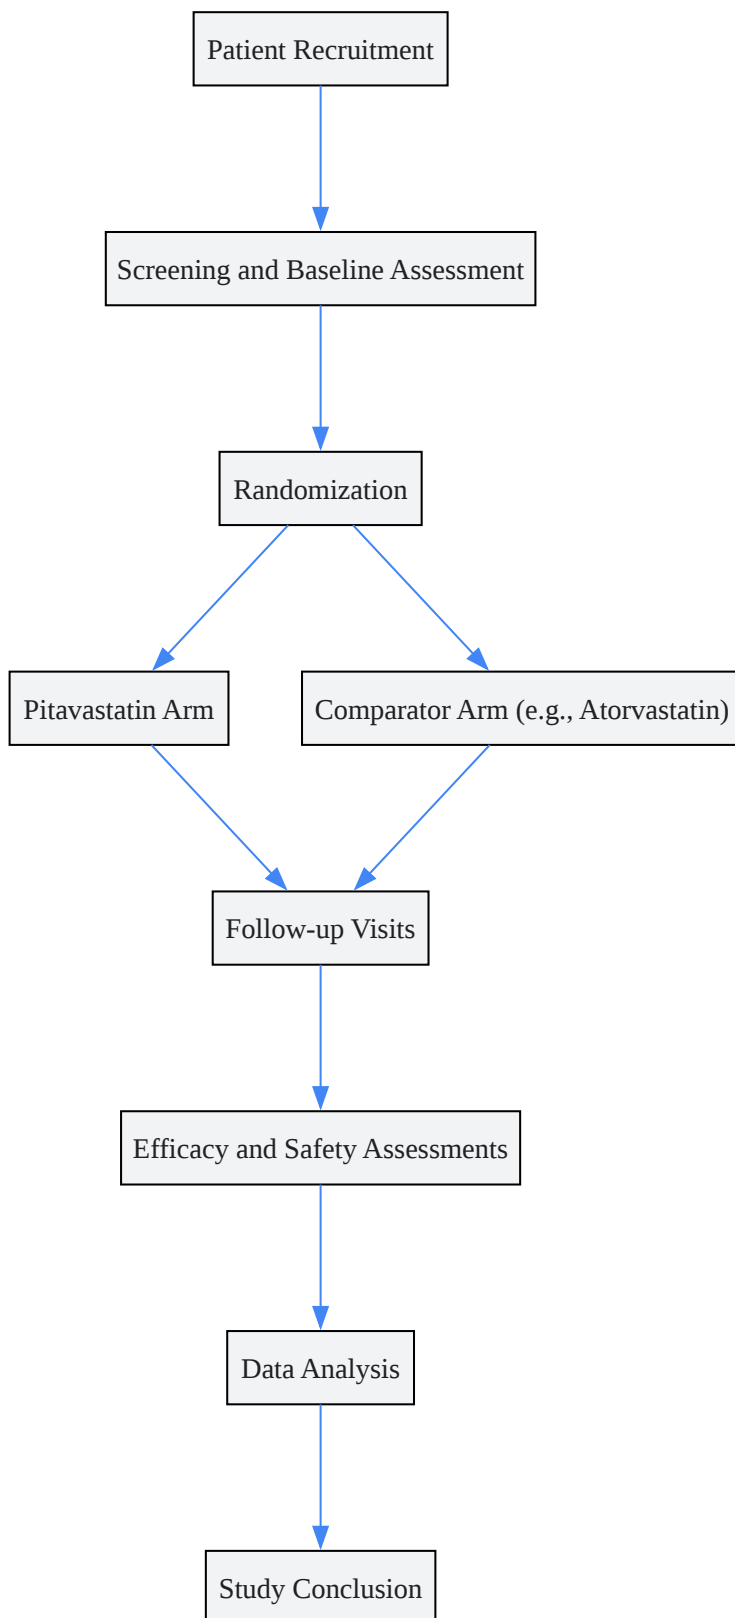 Patient Recruitment
Screening and Baseline Assessment
Randomization
Pitavastatin Arm
Comparator Arm (e.g., Atorvastatin)
Follow-up Visits
Efficacy and Safety Assessments
Data Analysis
Study Conclusion